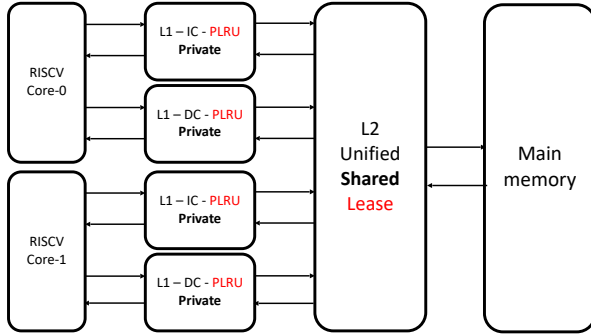 RISCV
Core-0
L1 – IC - PLRU
Private
L1 – DC - PLRU
Private
RISCV
Core-1
L1 – IC - PLRU
Private
L1 – DC - PLRU
Private
L2
Unified
Shared
Lease
Main
memory